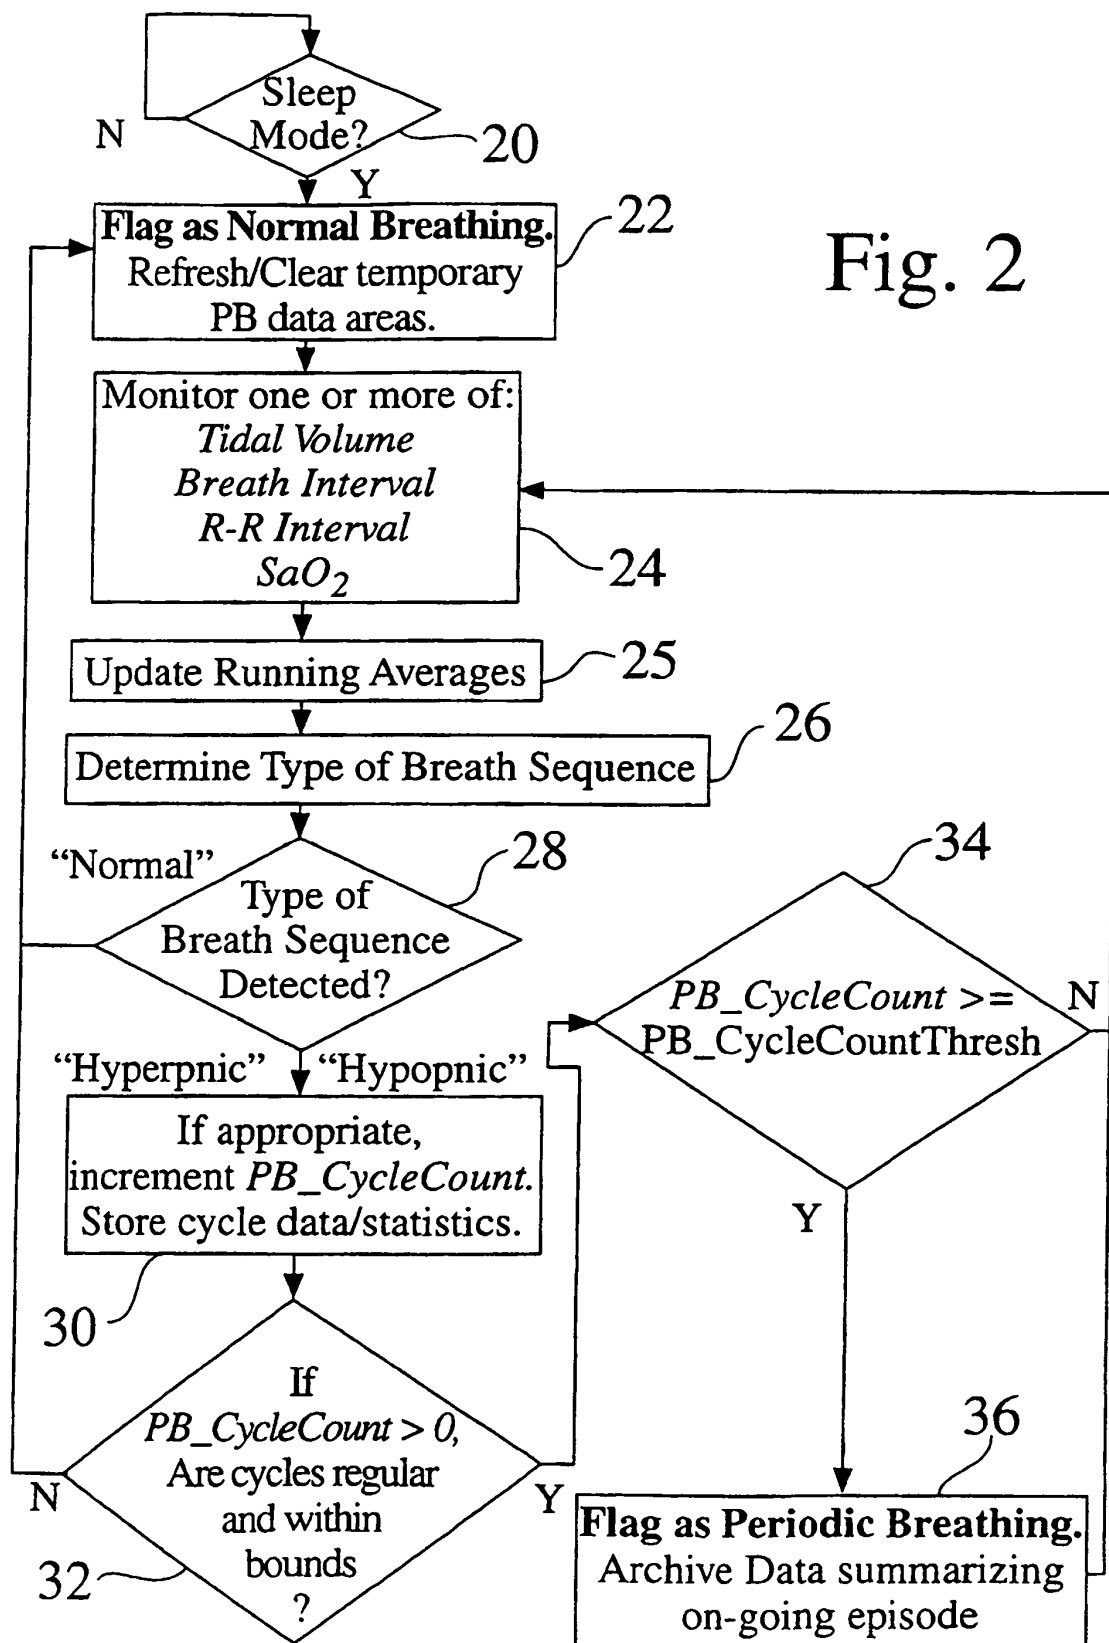 Sleep
Mode?
N
20
Y
Flag as Normal Breathing.
Refresh/Clear temporary
PB data areas.
22
Fig. 2
Monitor one or more of:
Tidal Volume
Breath Interval
R-R Interval
SaO2
24
Update Running Averages
25
Determine Type of Breath Sequence
26
"Normal"
Type of
Breath Sequence
Detected?
28
"Hyperpnic" "Hypopnic"
If appropriate,
increment PB_CycleCount.
Store cycle data/statistics.
30
If
PB_CycleCount > 0,
Are cycles regular
and within
bounds
?
N
Y
32
34
PB_CycleCount >=
PB_CycleCountThresh
N
Y
36
Flag as Periodic Breathing.
Archive Data summarizing
on-going episode